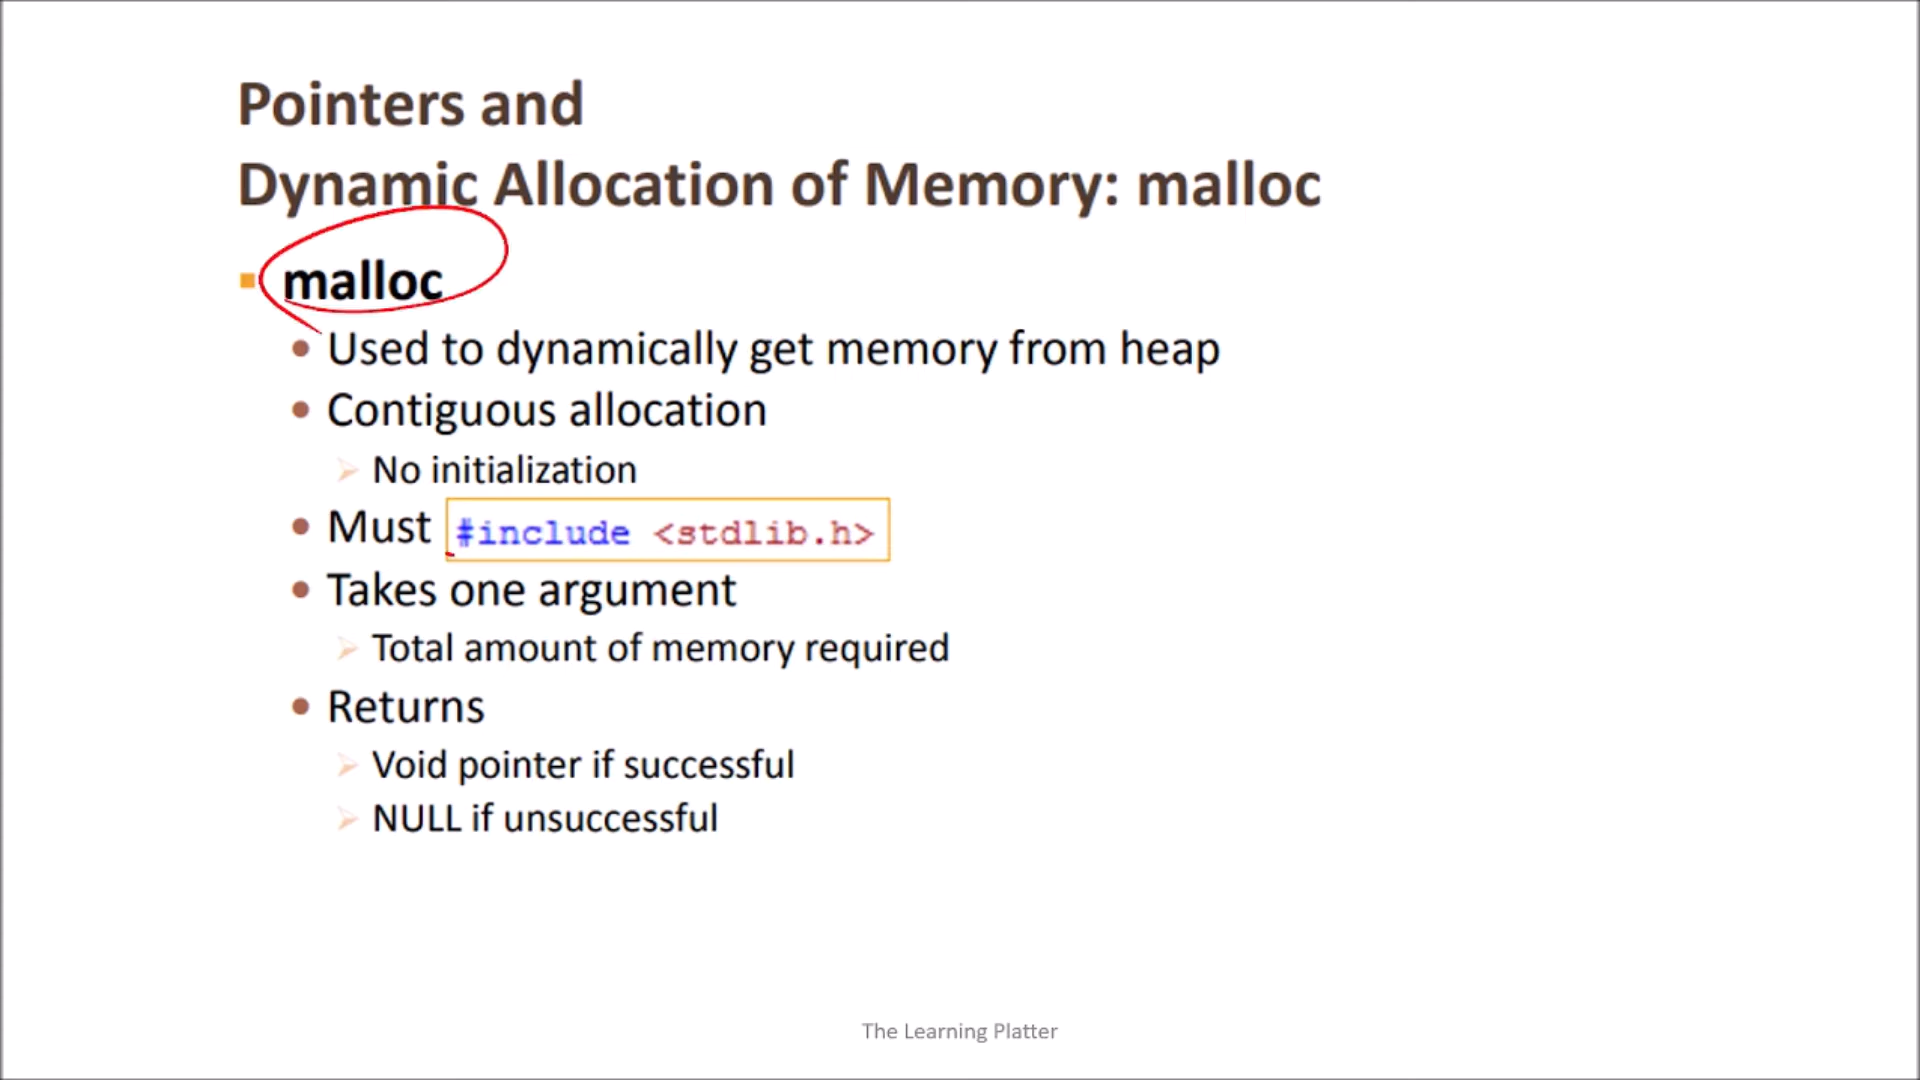 Pointers and
Dynamic Allocation of Memory: malloc
malloc
Used to dynamically get memory from heap
Contiguous allocation
No initialization
Must #include <stdlib.h>
Takes one argument
Total amount of memory required
Returns
Void pointer if successful
NULL if unsuccessful
The Learning Platter